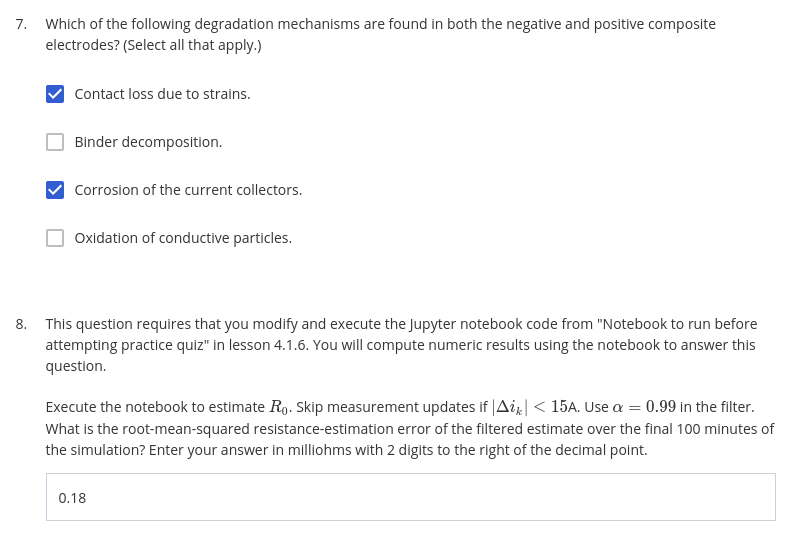 7. Which of the following degradation mechanisms are found in both the negative and positive composite
electrodes? (Select all that apply.)
Contact loss due to strains.
Binder decomposition.
Corrosion of the current collectors.
Oxidation of conductive particles.
8. This question requires that you modify and execute the Jupyter notebook code from "Notebook to run before
attempting practice quiz" in lesson 4.1.6. You will compute numeric results using the notebook to answer this
question.
Execute the notebook to estimate R₀. Skip measurement updates if |Δiₖ| < 15A. Use α = 0.99 in the filter.
What is the root-mean-squared resistance-estimation error of the filtered estimate over the final 100 minutes of
the simulation? Enter your answer in milliohms with 2 digits to the right of the decimal point.
0.18